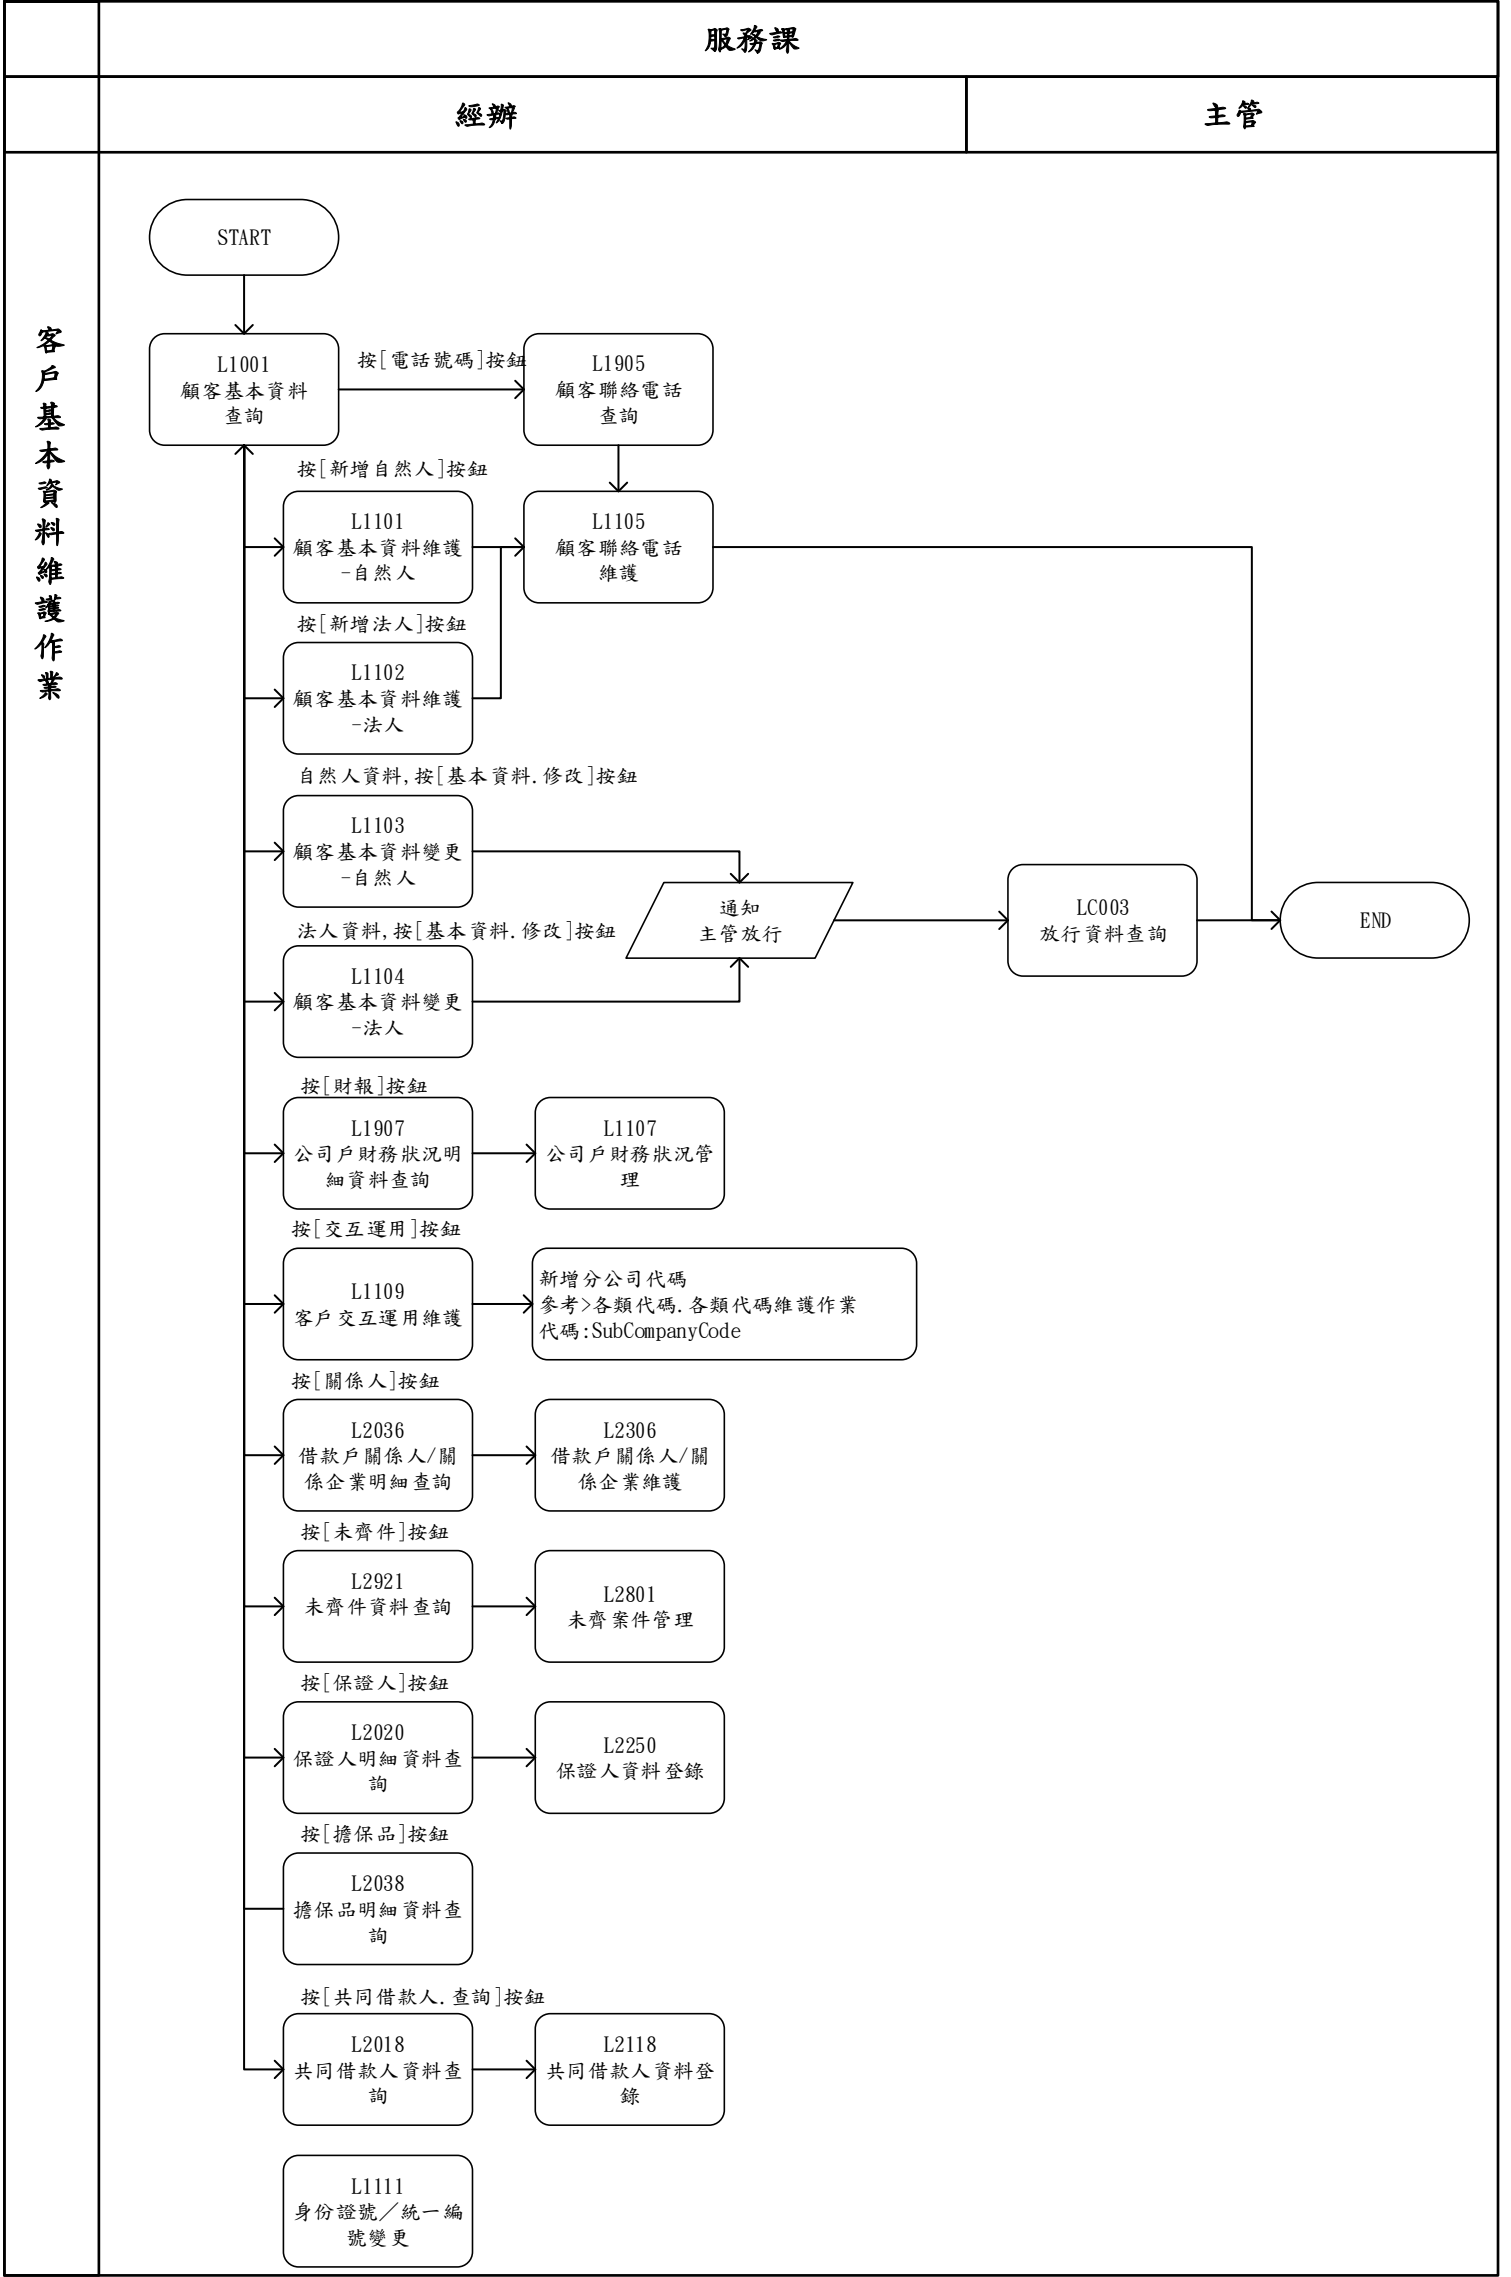 服務課
經辦
主管
客戶基本資料維護作業
START
L1001
顧客基本資料
查詢
按[電話號碼]按鈕
L1905
顧客聯絡電話
查詢
按[新增自然人]按鈕
L1101
顧客基本資料維護
-自然人
L1105
顧客聯絡電話
維護
按[新增法人]按鈕
L1102
顧客基本資料維護
-法人
自然人資料,按[基本資料.修改]按鈕
L1103
顧客基本資料變更
-自然人
通知
主管放行
LC003
放行資料查詢
END
法人資料,按[基本資料.修改]按鈕
L1104
顧客基本資料變更
-法人
按[財報]按鈕
L1907
公司戶財務狀況明
細資料查詢
L1107
公司戶財務狀況管
理
按[交互運用]按鈕
L1109
客戶交互運用維護
新增分公司代碼
參考>各類代碼.各類代碼維護作業
代碼:SubCompanyCode
按[關係人]按鈕
L2036
借款戶關係人/關
係企業明細查詢
L2306
借款戶關係人/關
係企業維護
按[未齊件]按鈕
L2921
未齊件資料查詢
L2801
未齊案件管理
按[保證人]按鈕
L2020
保證人明細資料查
詢
L2250
保證人資料登錄
按[擔保品]按鈕
L2038
擔保品明細資料查
詢
按[共同借款人.查詢]按鈕
L2018
共同借款人資料查
詢
L2118
共同借款人資料登
錄
L1111
身份證號／統一編
號變更